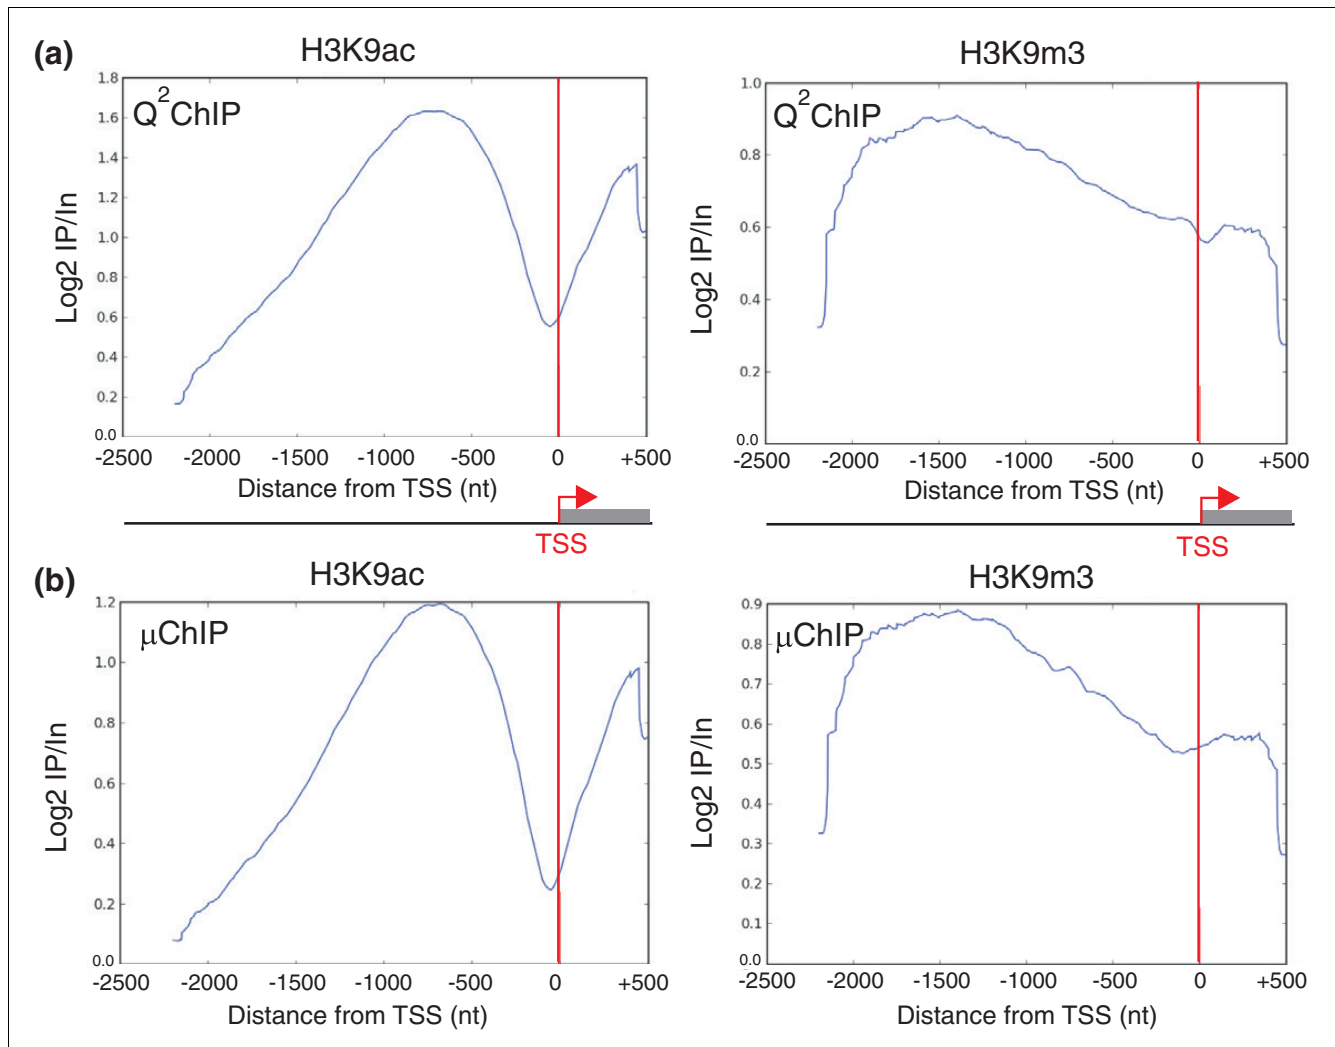 (a)
H3K9ac
Q²ChIP
Log2 IP/In
1.8
1.6
1.4
1.2
1.0
0.8
0.6
0.4
0.2
0.0
-2500 -2000 -1500 -1000 -500 0 +500
Distance from TSS (nt)
TSS
H3K9m3
Q²ChIP
Log2 IP/In
1.0
0.8
0.6
0.4
0.2
0.0
-2500 -2000 -1500 -1000 -500 0 +500
Distance from TSS (nt)
TSS
(b)
H3K9ac
μChIP
Log2 IP/In
1.2
1.0
0.8
0.6
0.4
0.2
0.0
-2500 -2000 -1500 -1000 -500 0 +500
Distance from TSS (nt)
H3K9m3
μChIP
Log2 IP/In
0.9
0.8
0.7
0.6
0.5
0.4
0.3
0.2
0.1
0.0
-2500 -2000 -1500 -1000 -500 0 +500
Distance from TSS (nt)